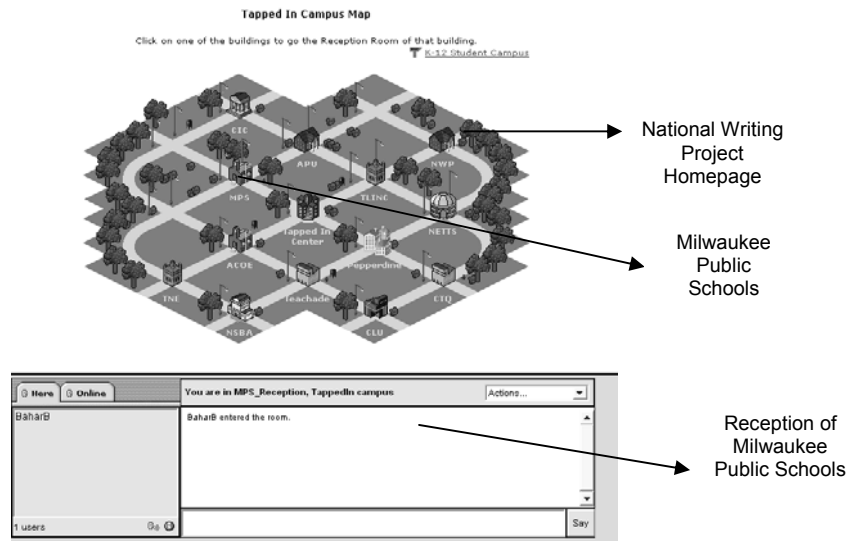 Tapped In Campus Map
Click on one of the buildings to go the Reception Room of that building.
K-12 Student Campus
CIC
APU
NWP
National Writing
Project
Homepage
MPS
TLINC
Tapped In
Center
NETTS
Milwaukee
Public
Schools
ACOE
Pepperdine
TNE
Teachade
CTQ
NSBA
CLU
Here
Online
You are in MPS_Reception, TappedIn campus
Actions...
BaharB
BaharB entered the room.
Reception of
Milwaukee
Public Schools
1 users
Say